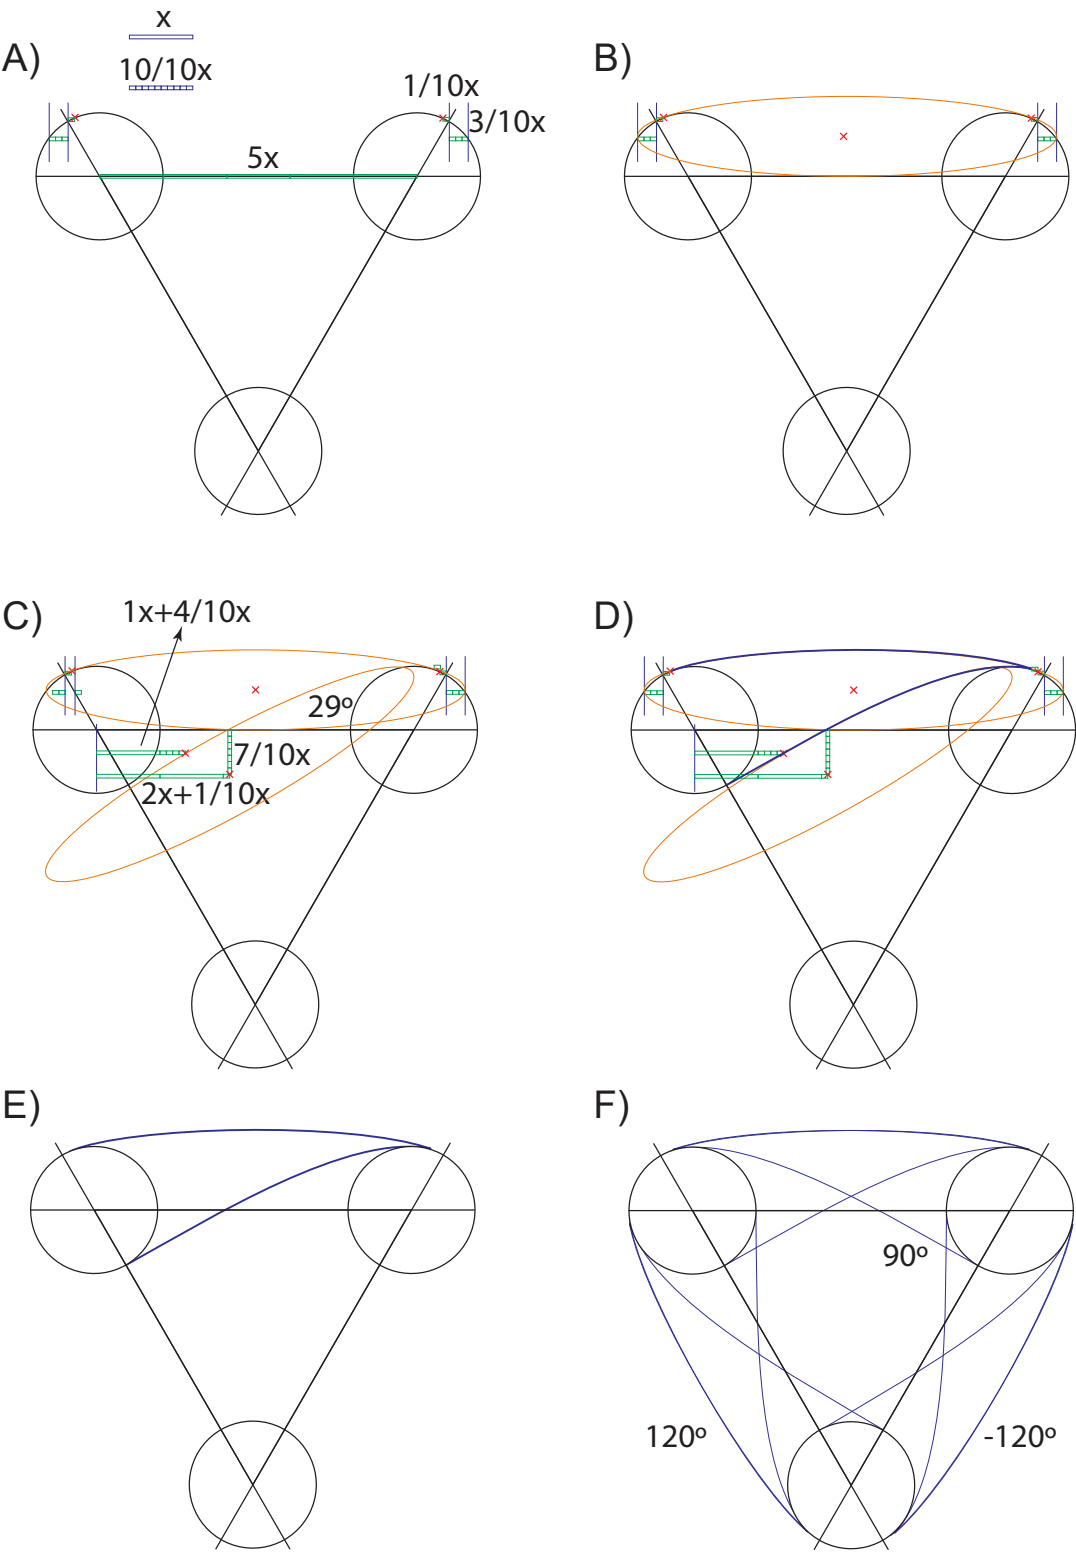 A)
x
10/10x
1/10x
3/10x
5x
B)
C)
1x+4/10x
29º
7/10x
2x+1/10x
D)
E)
F)
90º
120º
-120º